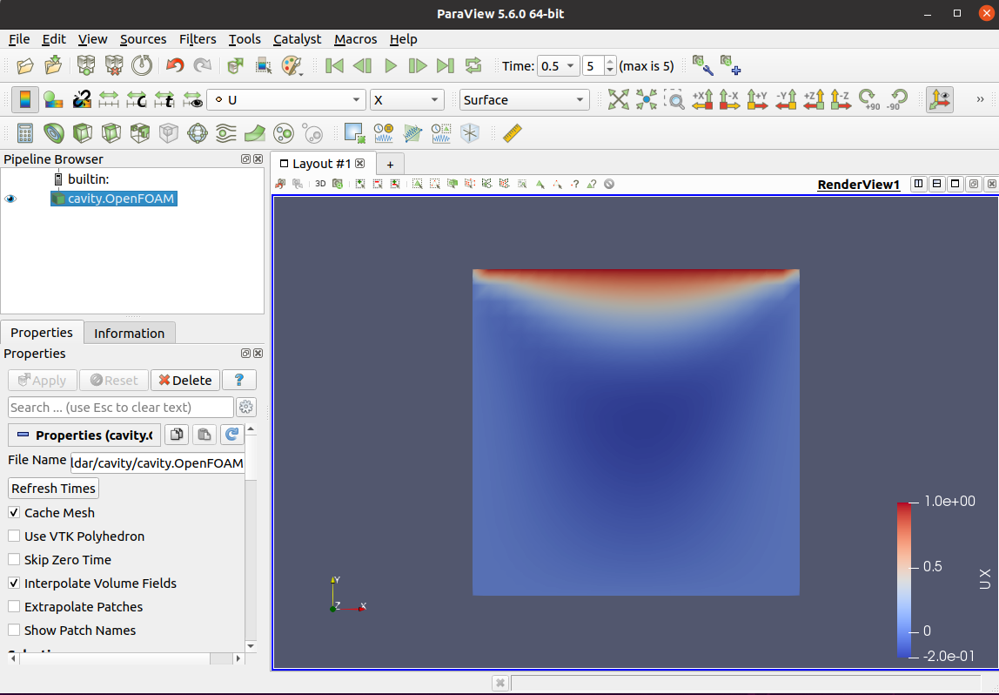 ParaView 5.6.0 64-bit
File Edit View Sources Filters Tools Catalyst Macros Help
Time: 0.5 5 (max is 5)
U X Surface +X -X +Y -Y +Z -Z +90 -90 »
Pipeline Browser
builtin:
cavity.OpenFOAM
Layout #1 +
3D
RenderView1
Properties Information
Properties
Apply Reset Delete ?
Search ... (use Esc to clear text)
Properties (cavity.
File Name ldar/cavity/cavity.OpenFOAM
Refresh Times
Cache Mesh
Use VTK Polyhedron
Skip Zero Time
Interpolate Volume Fields
Extrapolate Patches
Show Patch Names
Y
Z X
1.0e+00
0.5
0
-2.0e-01
U X